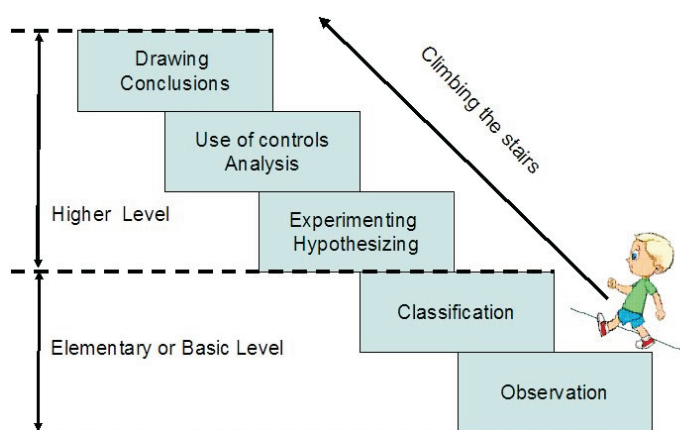 Drawing
Conclusions
Climbing the stairs
Use of controls
Analysis
Higher Level
Experimenting
Hypothesizing
Classification
Elementary or Basic Level
Observation